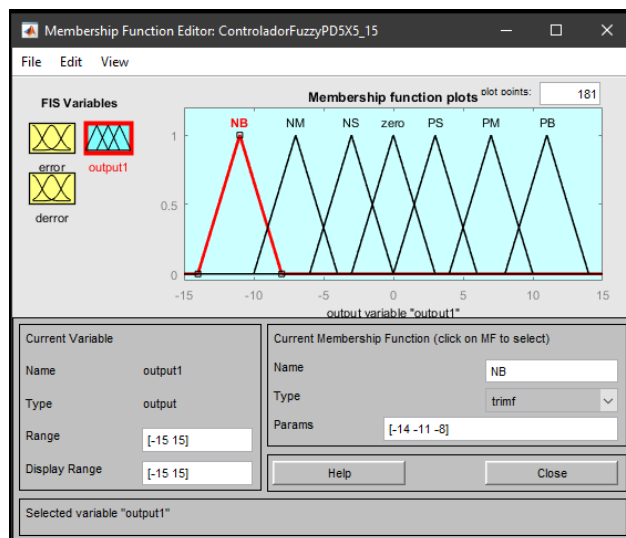 Membership Function Editor: ControladorFuzzyPD5X5_15
File Edit View
FIS Variables
error output1
derror
Membership function plots plot points: 181
NB NM NS zero PS PM PB
1
0.5
0
-15 -10 -5 0 5 10 15
output variable "output1"
Current Variable
Name output1
Type output
Range [-15 15]
Display Range [-15 15]
Current Membership Function (click on MF to select)
Name NB
Type trimf
Params [-14 -11 -8]
Help Close
Selected variable "output1"